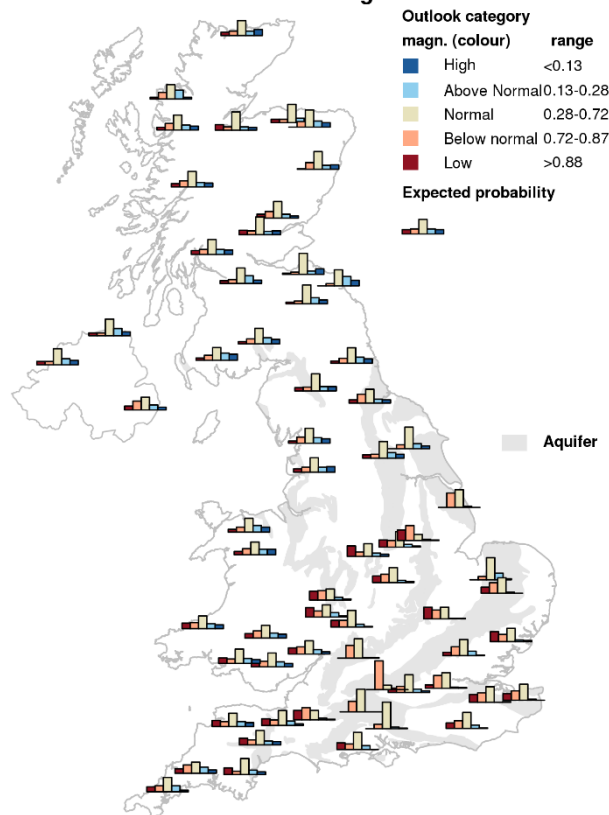 Outlook category
magn. (colour) range
High <0.13
Above Normal 0.13-0.28
Normal 0.28-0.72
Below normal 0.72-0.87
Low >0.88
Expected probability
Aquifer